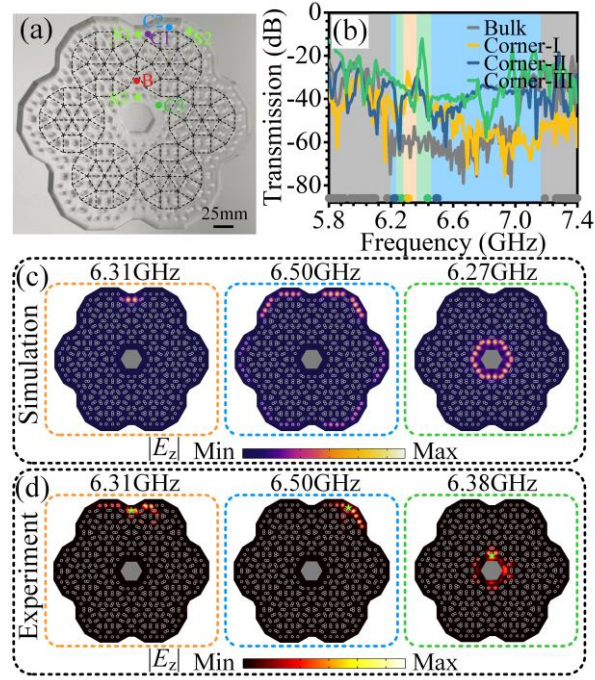 (a)
C2
S1
C1
S2
B
S3
C3
25mm
(b)
Transmission (dB)
0
-20
-40
-60
-80
Bulk
Corner-I
Corner-II
Corner-III
5.8 6.2 6.6 7.0 7.4
Frequency (GHz)
(c)
6.31GHz 6.50GHz 6.27GHz
Simulation
|Ez| Min Max
(d)
6.31GHz 6.50GHz 6.38GHz
Experiment
|Ez| Min Max